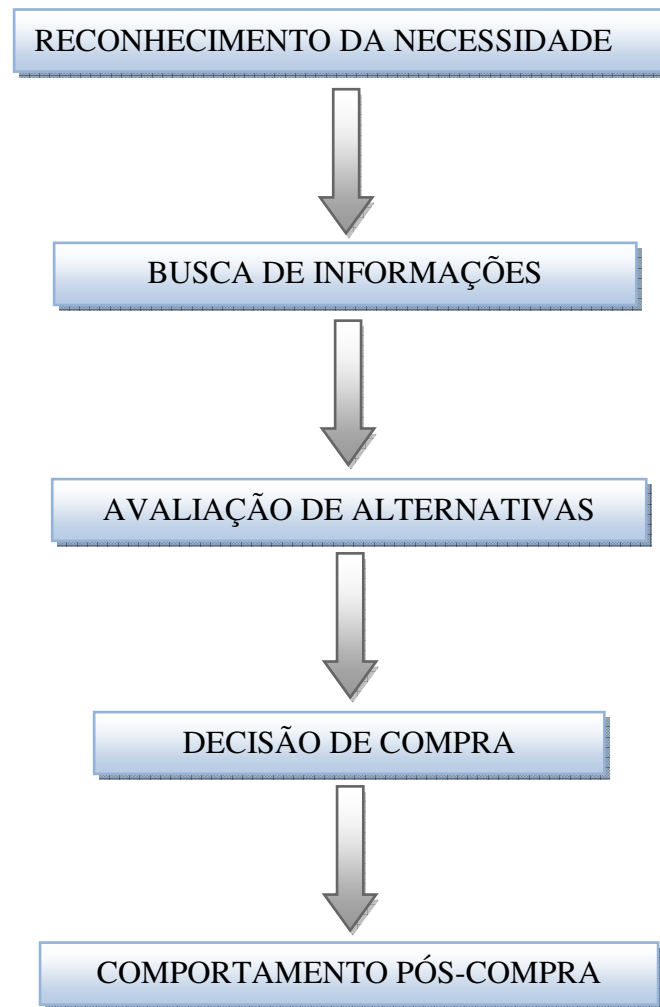 RECONHECIMENTO DA NECESSIDADE
BUSCA DE INFORMAÇÕES
AVALIAÇÃO DE ALTERNATIVAS
DECISÃO DE COMPRA
COMPORTAMENTO PÓS-COMPRA